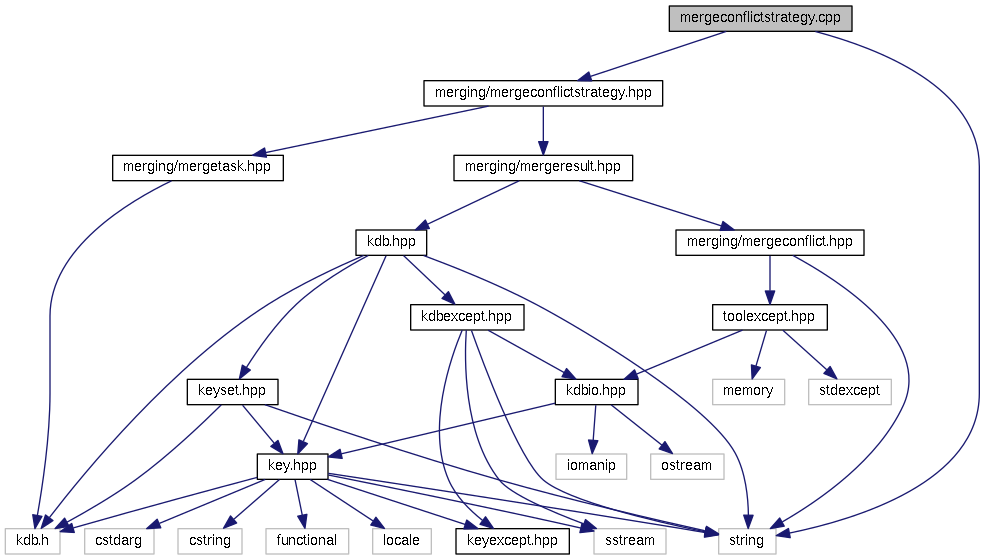 mergeconflictstrategy.cpp
merging/mergeconflictstrategy.hpp
merging/mergetask.hpp
merging/mergeresult.hpp
kdb.hpp
merging/mergeconflict.hpp
kdbexcept.hpp
toolexcept.hpp
keyset.hpp
kdbio.hpp
memory
stdexcept
key.hpp
iomanip
ostream
kdb.h
cstdarg
cstring
functional
locale
keyexcept.hpp
sstream
string